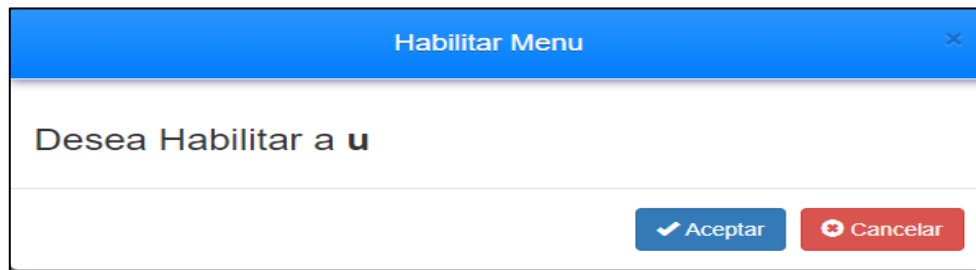 Habilitar Menu
×
Desea Habilitar a u
Aceptar
Cancelar